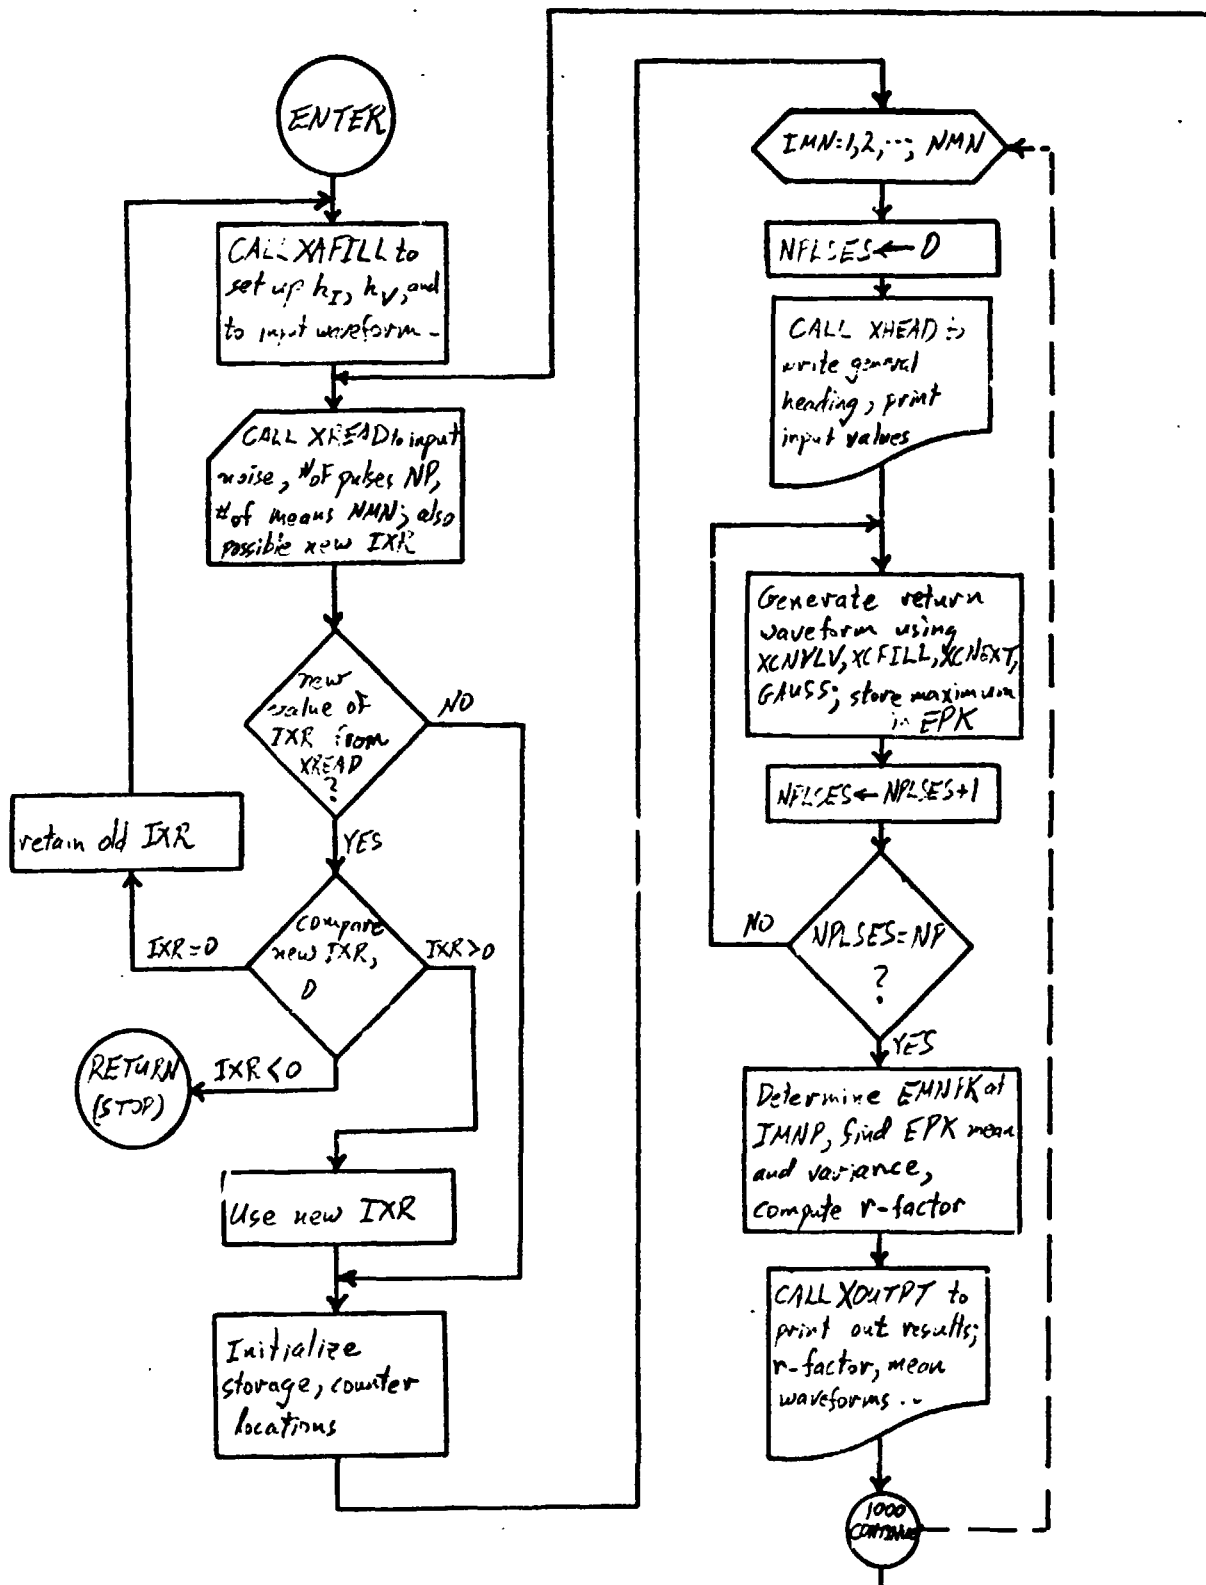 ENTER
CALL XAFILL to
set up hI, hV, and
to input waveform -
CALL XREAD to input
noise, # of pulses NP,
# of means NMN; also
possible new IXR
new
value of
IXR from
XREAD
?
NO
YES
retain old IXR
compare
new IXR,
0
IXR=0
IXR>0
IXR<0
RETURN
(STOP)
Use new IXR
Initialize
storage, counter
locations
IMN=1,2,...; NMN
NPLSES ← 0
CALL XHEAD to
write general
heading, print
input values
Generate return
waveform using
XCNVLV, XCFILL, XCNEXT,
GAUSS; store maximum
in EPK
NPLSES ← NPLSES+1
NPLSES=NP
?
NO
YES
Determine EMNPK at
IMNP, find EPK mean
and variance,
compute r-factor
CALL XOUTPT to
print out results;
r-factor, mean
waveforms ..
1000
CONTINUE